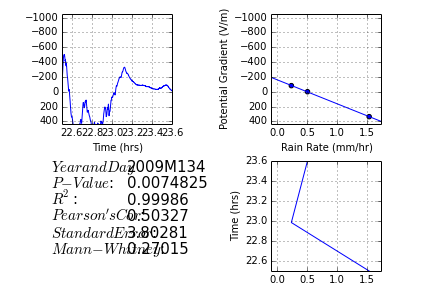 −1000
−800
−600
−400
−200
0
200
400
22.6 22.8 23.0 23.2 23.4 23.6
Time (hrs)
−1000
−800
−600
−400
−200
0
200
400
0.0 0.5 1.0 1.5
Rain Rate (mm/hr)
Potential Gradient (V/m)
YearandDay: 2009M134
P−Value: 0.0074825
R²: 0.99986
Pearson'sCor: 0.50327
StandardError: 3.80281
Mann−Whitney: 0.27015
23.6
23.4
23.2
23.0
22.8
22.6
0.0 0.5 1.0 1.5
Time (hrs)